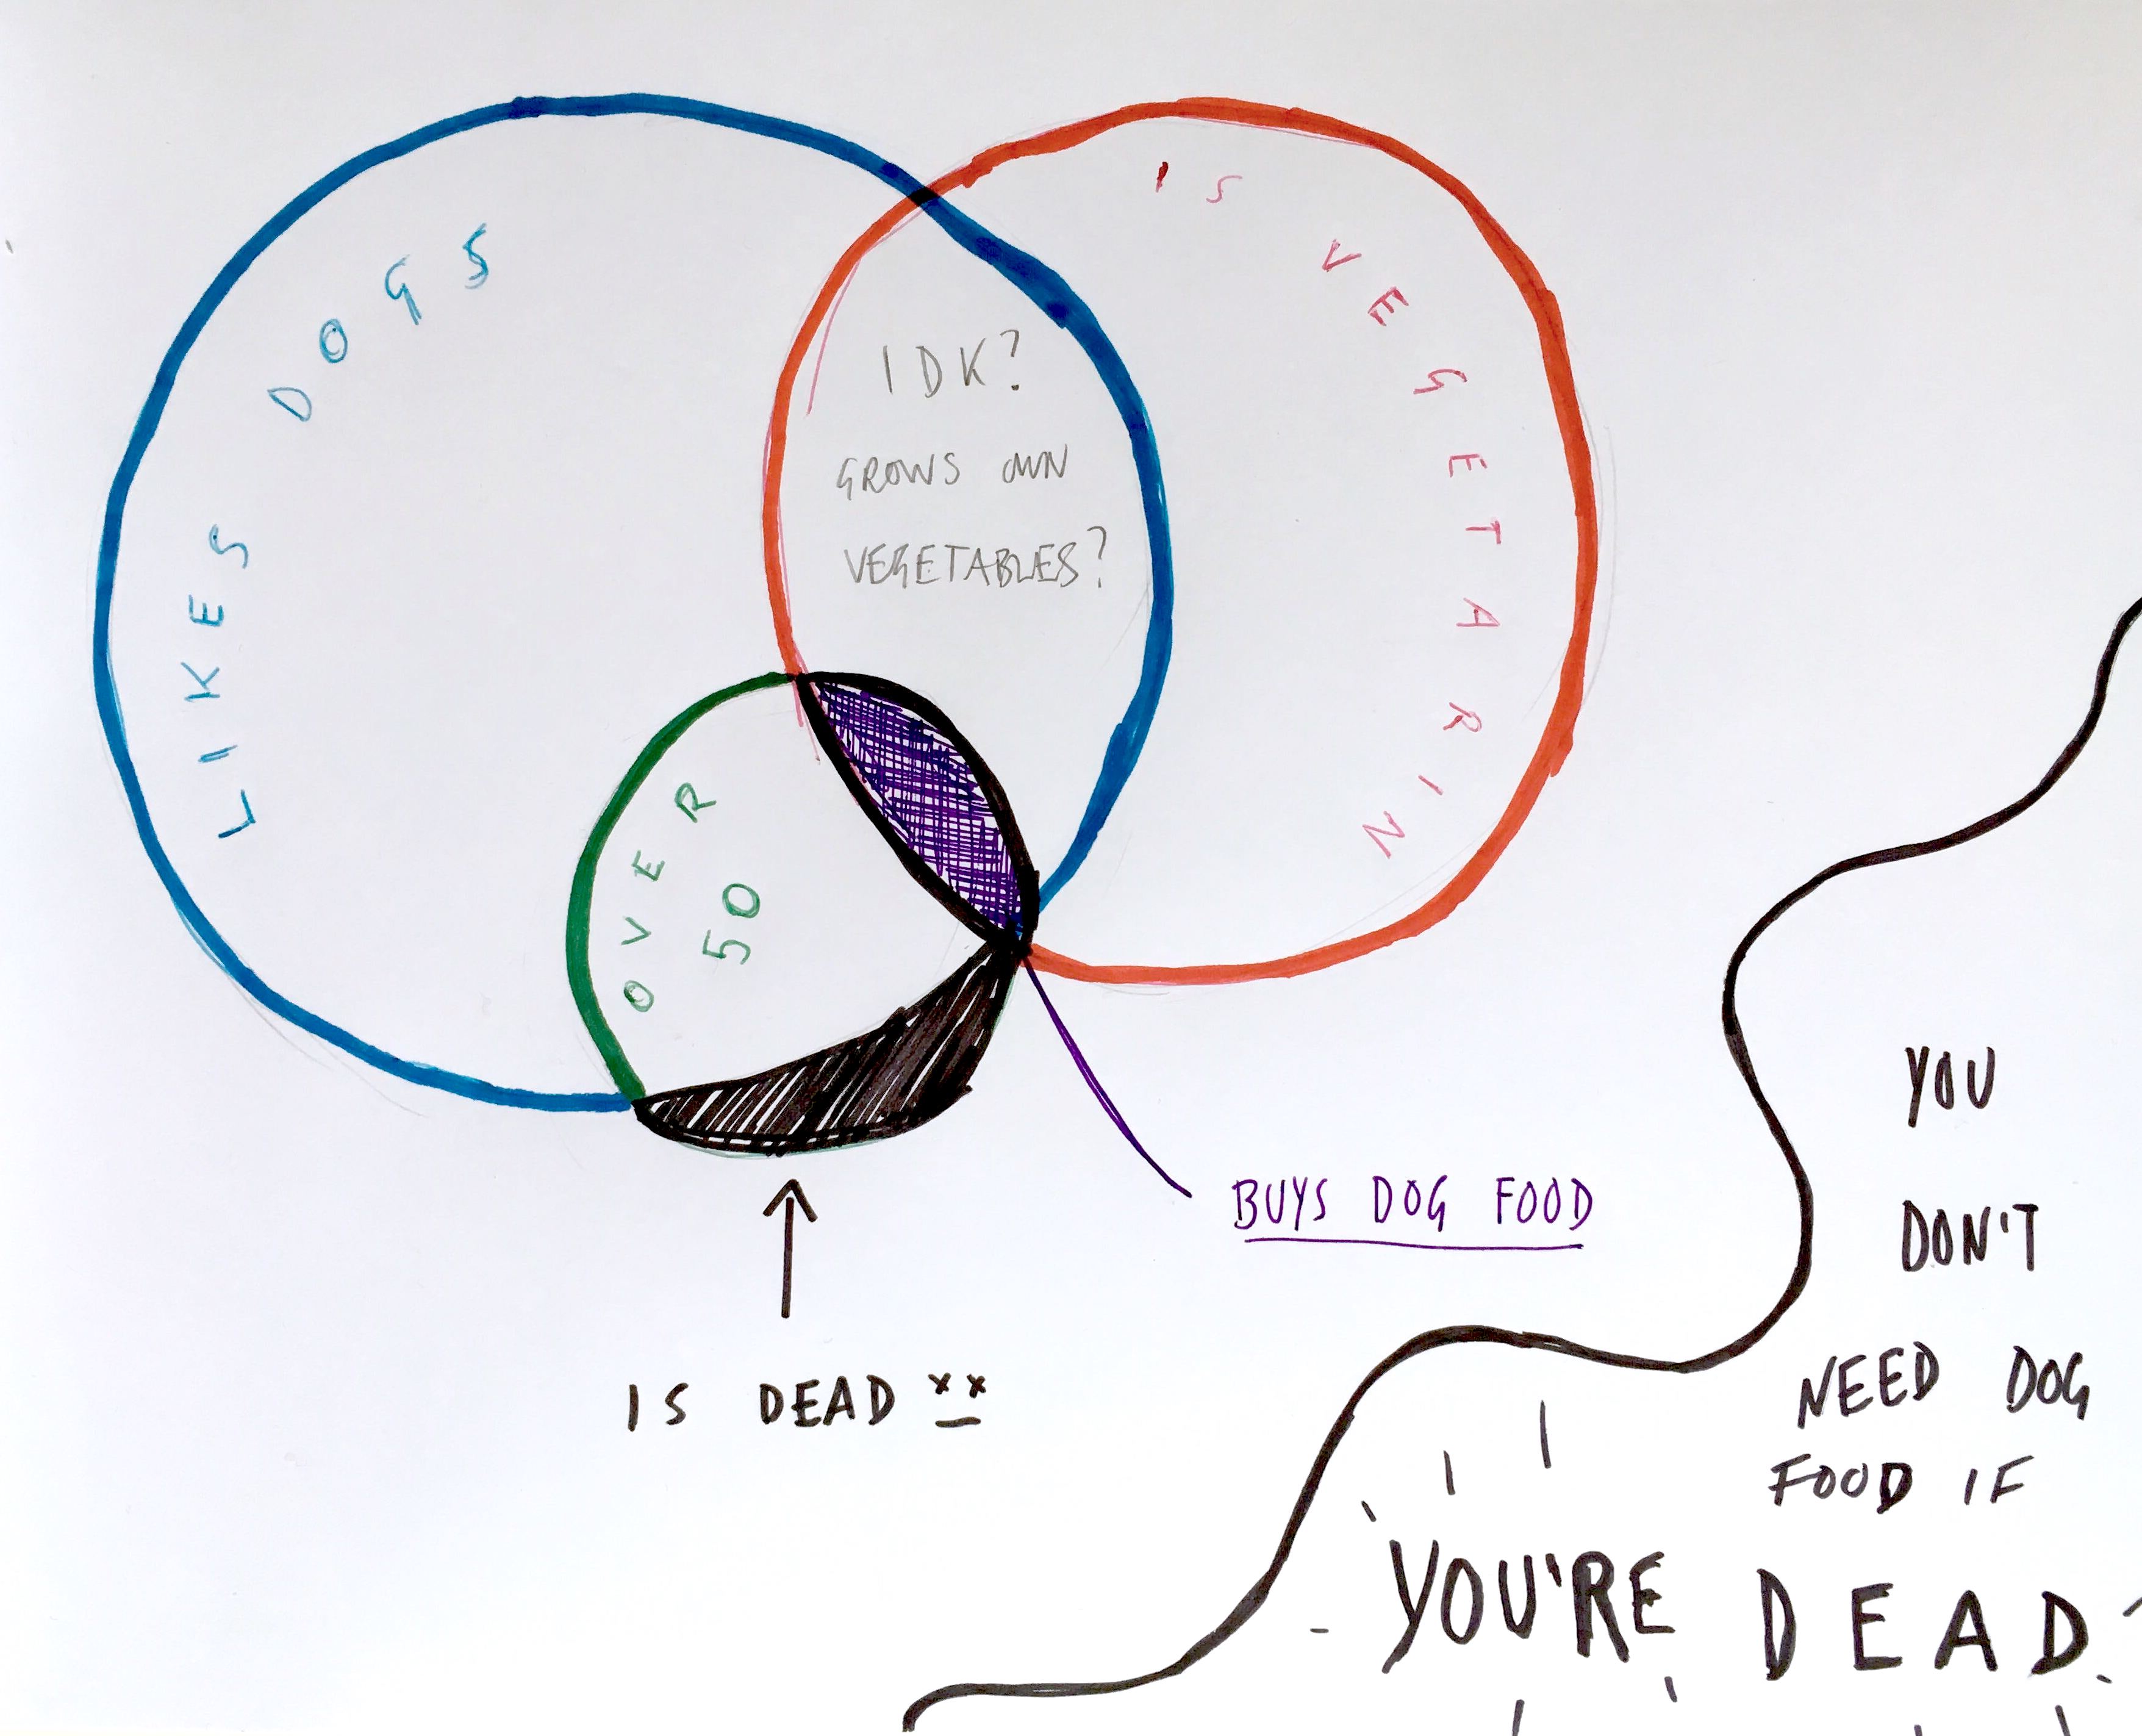 LIKES DOGS
IS VEGETARIN
IDK?
GROWS OWN
VEGETABLES?
OVER
50
BUYS DOG FOOD
IS DEAD
YOU
DON'T
NEED DOG
FOOD IF
YOU'RE DEAD.